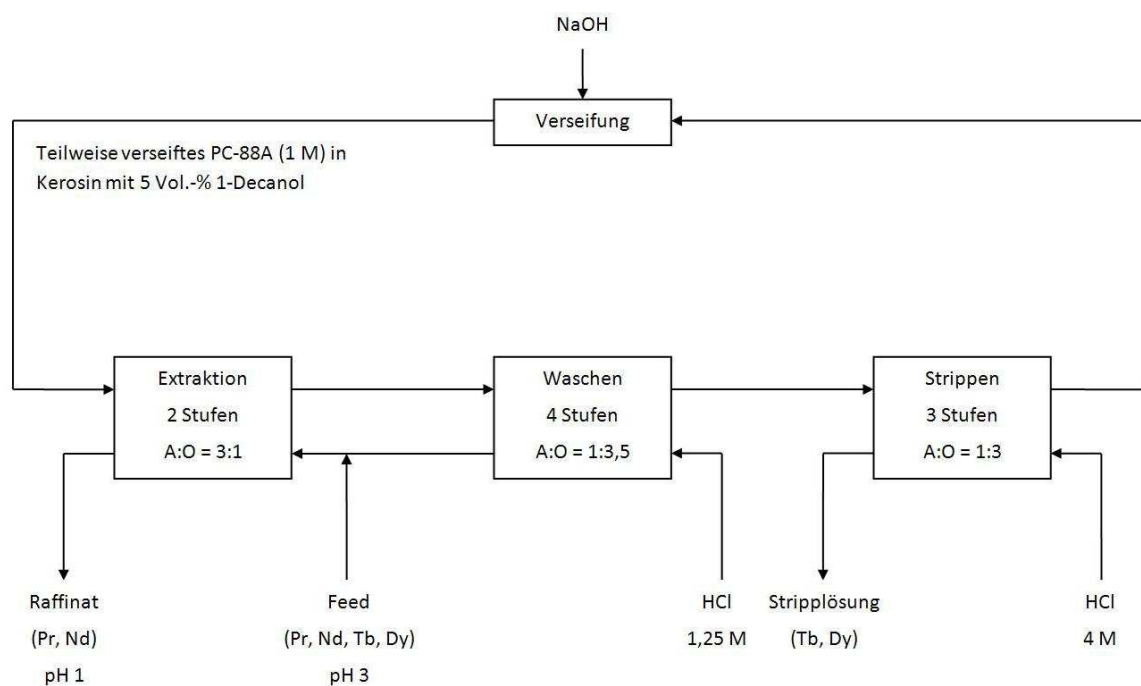 NaOH
Verseifung
Teilweise verseiftes PC-88A (1 M) in
Kerosin mit 5 Vol.-% 1-Decanol
Extraktion
2 Stufen
A:O = 3:1
Waschen
4 Stufen
A:O = 1:3,5
Strippen
3 Stufen
A:O = 1:3
Raffinat
(Pr, Nd)
pH 1
Feed
(Pr, Nd, Tb, Dy)
pH 3
HCl
1,25 M
Stripplösung
(Tb, Dy)
HCl
4 M